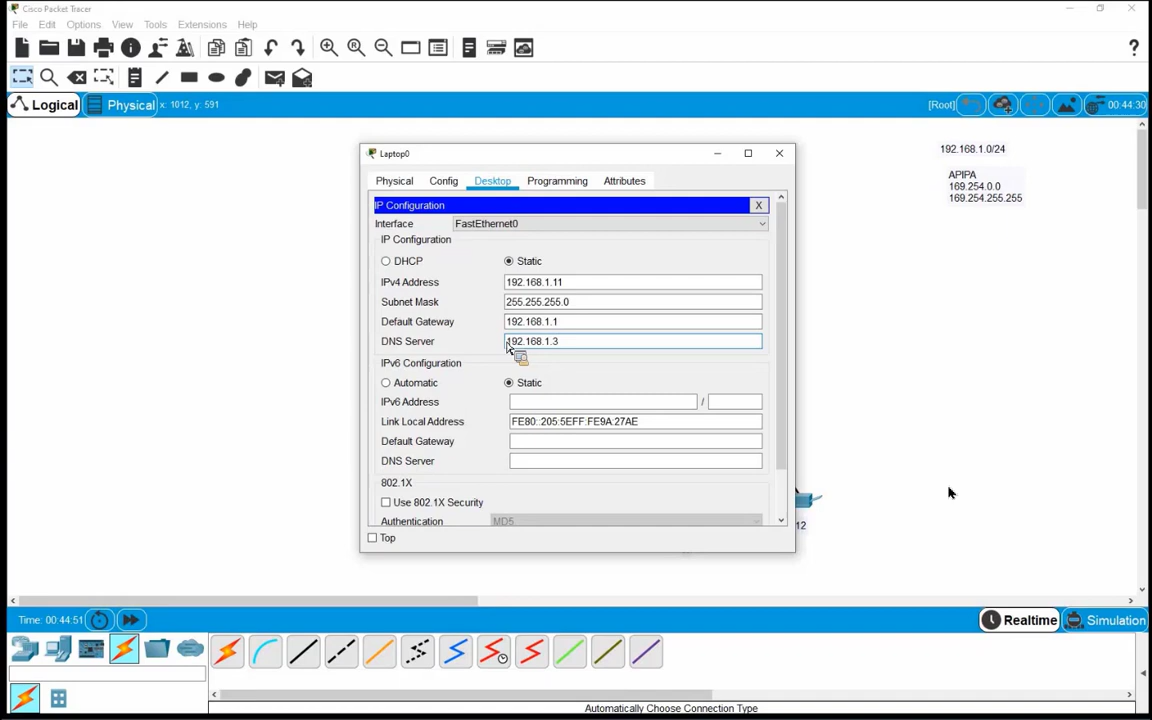 Cisco Packet Tracer
File Edit Options View Tools Extensions Help
?
Logical Physical x: 1012, y: 591 [Root] 00:44:30
192.168.1.0/24
APIPA
169.254.0.0
169.254.255.255
Laptop0
Physical Config Desktop Programming Attributes
IP Configuration X
Interface FastEthernet0
IP Configuration
DHCP Static
IPv4 Address 192.168.1.11
Subnet Mask 255.255.255.0
Default Gateway 192.168.1.1
DNS Server 192.168.1.3
IPv6 Configuration
Automatic Static
IPv6 Address /
Link Local Address FE80::205:5EFF:FE9A:27AE
Default Gateway
DNS Server
802.1X
Use 802.1X Security
Authentication MD5
12
Top
Time: 00:44:51 Realtime Simulation
Automatically Choose Connection Type